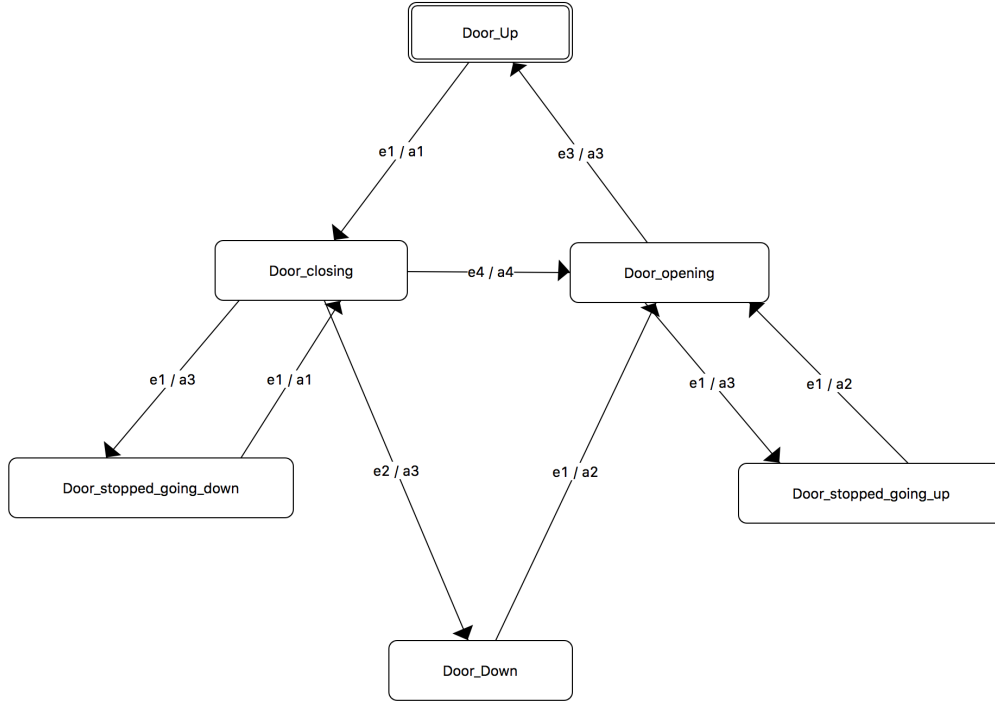 Door_Up
e1 / a1
e3 / a3
Door_closing
e4 / a4
Door_opening
e1 / a3
e1 / a1
e1 / a3
e1 / a2
e2 / a3
e1 / a2
Door_stopped_going_down
Door_stopped_going_up
Door_Down